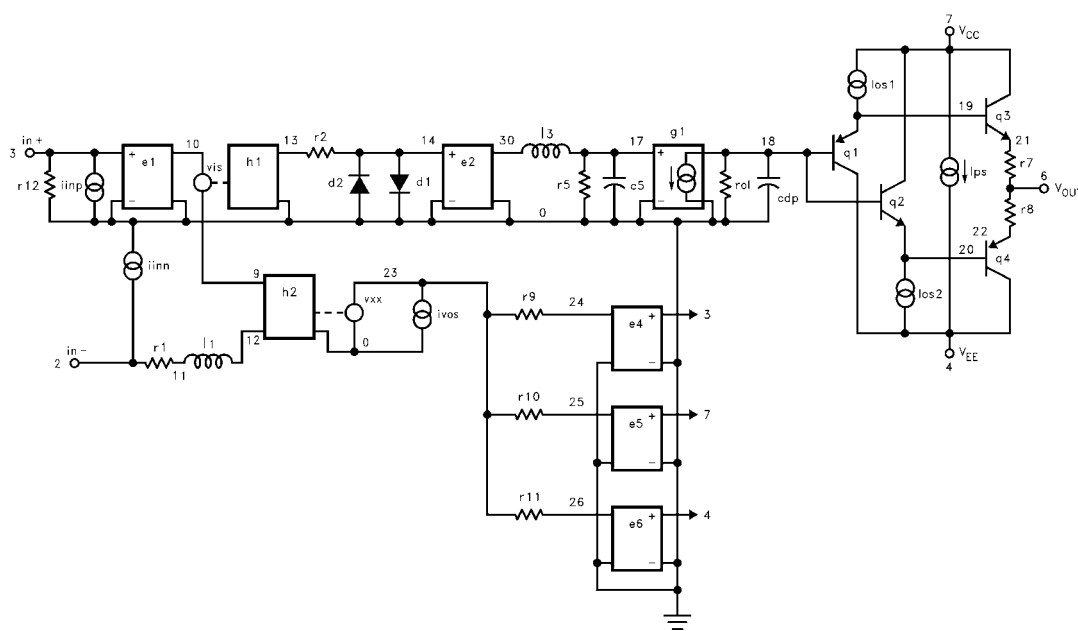 7
VCC
Ios1
19
q3
21
r7
Ips
6
VOUT
r8
22
q4
20
q1
q2
Ios2
VEE
4
in+
3
r12
iinp
+
e1
−
10
vis
h1
13
r2
d2
d1
14
+
e2
−
30
l3
r5
c5
17
g1
+
−
18
rol
cdp
0
iinn
9
h2
12
23
vxx
0
ivos
in−
2
r1
11
l1
r9
24
e4
+
−
3
r10
25
e5
+
−
7
r11
26
e6
+
−
4